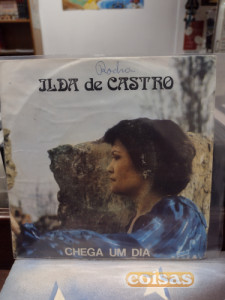 ILDA de CASTRO
CHEGA UM DIA
coisas